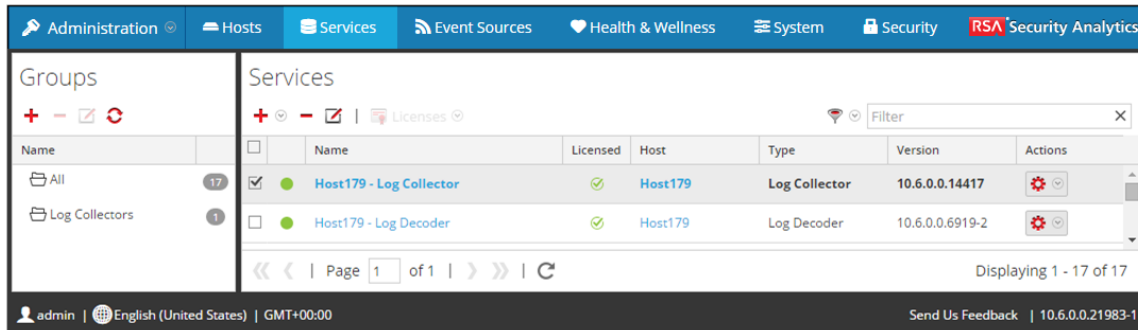 Administration Hosts Services Event Sources Health & Wellness System Security RSA Security Analytics
Groups
Name
All 17
Log Collectors 1
Services
Licenses Filter
Name Licensed Host Type Version Actions
Host179 - Log Collector Host179 Log Collector 10.6.0.0.14417
Host179 - Log Decoder Host179 Log Decoder 10.6.0.0.6919-2
Page 1 of 1 Displaying 1 - 17 of 17
admin | English (United States) | GMT+00:00 Send Us Feedback | 10.6.0.0.21983-1